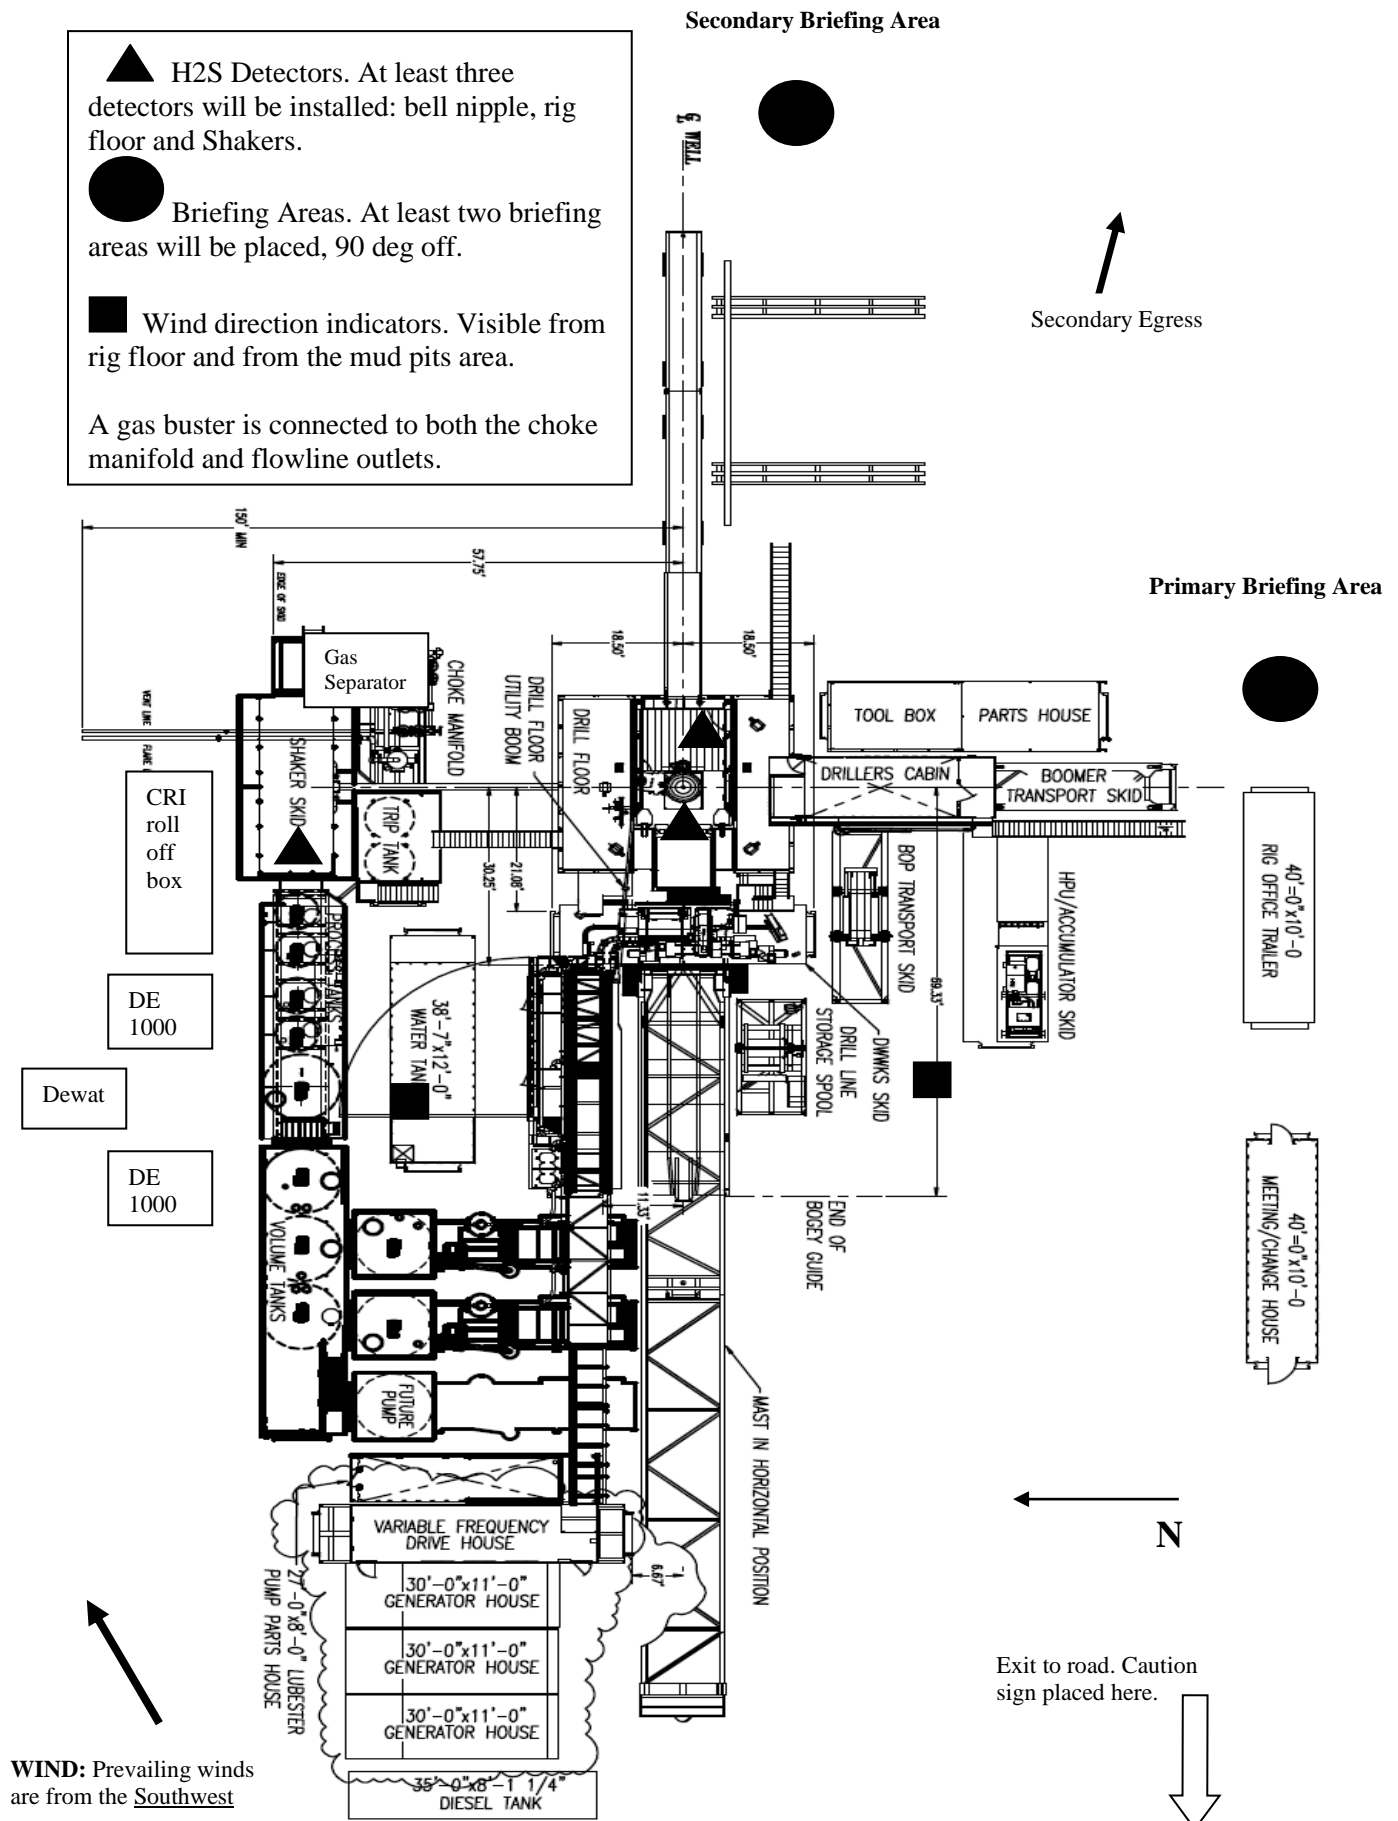 Secondary Briefing Area
H2S Detectors. At least three
detectors will be installed: bell nipple, rig
floor and Shakers.
Briefing Areas. At least two briefing
areas will be placed, 90 deg off.
Wind direction indicators. Visible from
rig floor and from the mud pits area.
A gas buster is connected to both the choke
manifold and flowline outlets.
WELL
Secondary Egress
150' MIN
57.75'
EDGE OF SKID
Primary Briefing Area
18.50'
18.50'
Gas
Separator
CHOKE MANIFOLD
DRILL FLOOR
UTILITY BOOM
DRILL FLOOR
TOOL BOX
PARTS HOUSE
VENT LINE
FLARE
SHAKER SKID
DRILLERS CABIN
BOOMER
TRANSPORT SKID
CRI
roll
off
box
TRIP TANK
30.25'
21.08'
BOP TRANSPORT SKID
HPU/ACCUMULATOR SKID
40'=0"x10'-0
RIG OFFICE TRAILER
PROCESS TANKS
DE
1000
38'-7"x12'-0"
WATER TANK
69.33'
DWWKS SKID
DRILL LINE
STORAGE SPOOL
Dewat
DE
1000
11.33'
END OF
BOGEY GUIDE
40'=0"x10'-0
MEETING/CHANGE HOUSE
VOLUME TANKS
FUTURE
PUMP
MAST IN HORIZONTAL POSITION
VARIABLE FREQUENCY
DRIVE HOUSE
N
6.67'
27'-0"x8'-0" LUBESTER
PUMP PARTS HOUSE
30'-0"x11'-0"
GENERATOR HOUSE
30'-0"x11'-0"
GENERATOR HOUSE
30'-0"x11'-0"
GENERATOR HOUSE
Exit to road. Caution
sign placed here.
WIND: Prevailing winds
are from the Southwest
35'-0"x8'-1 1/4"
DIESEL TANK